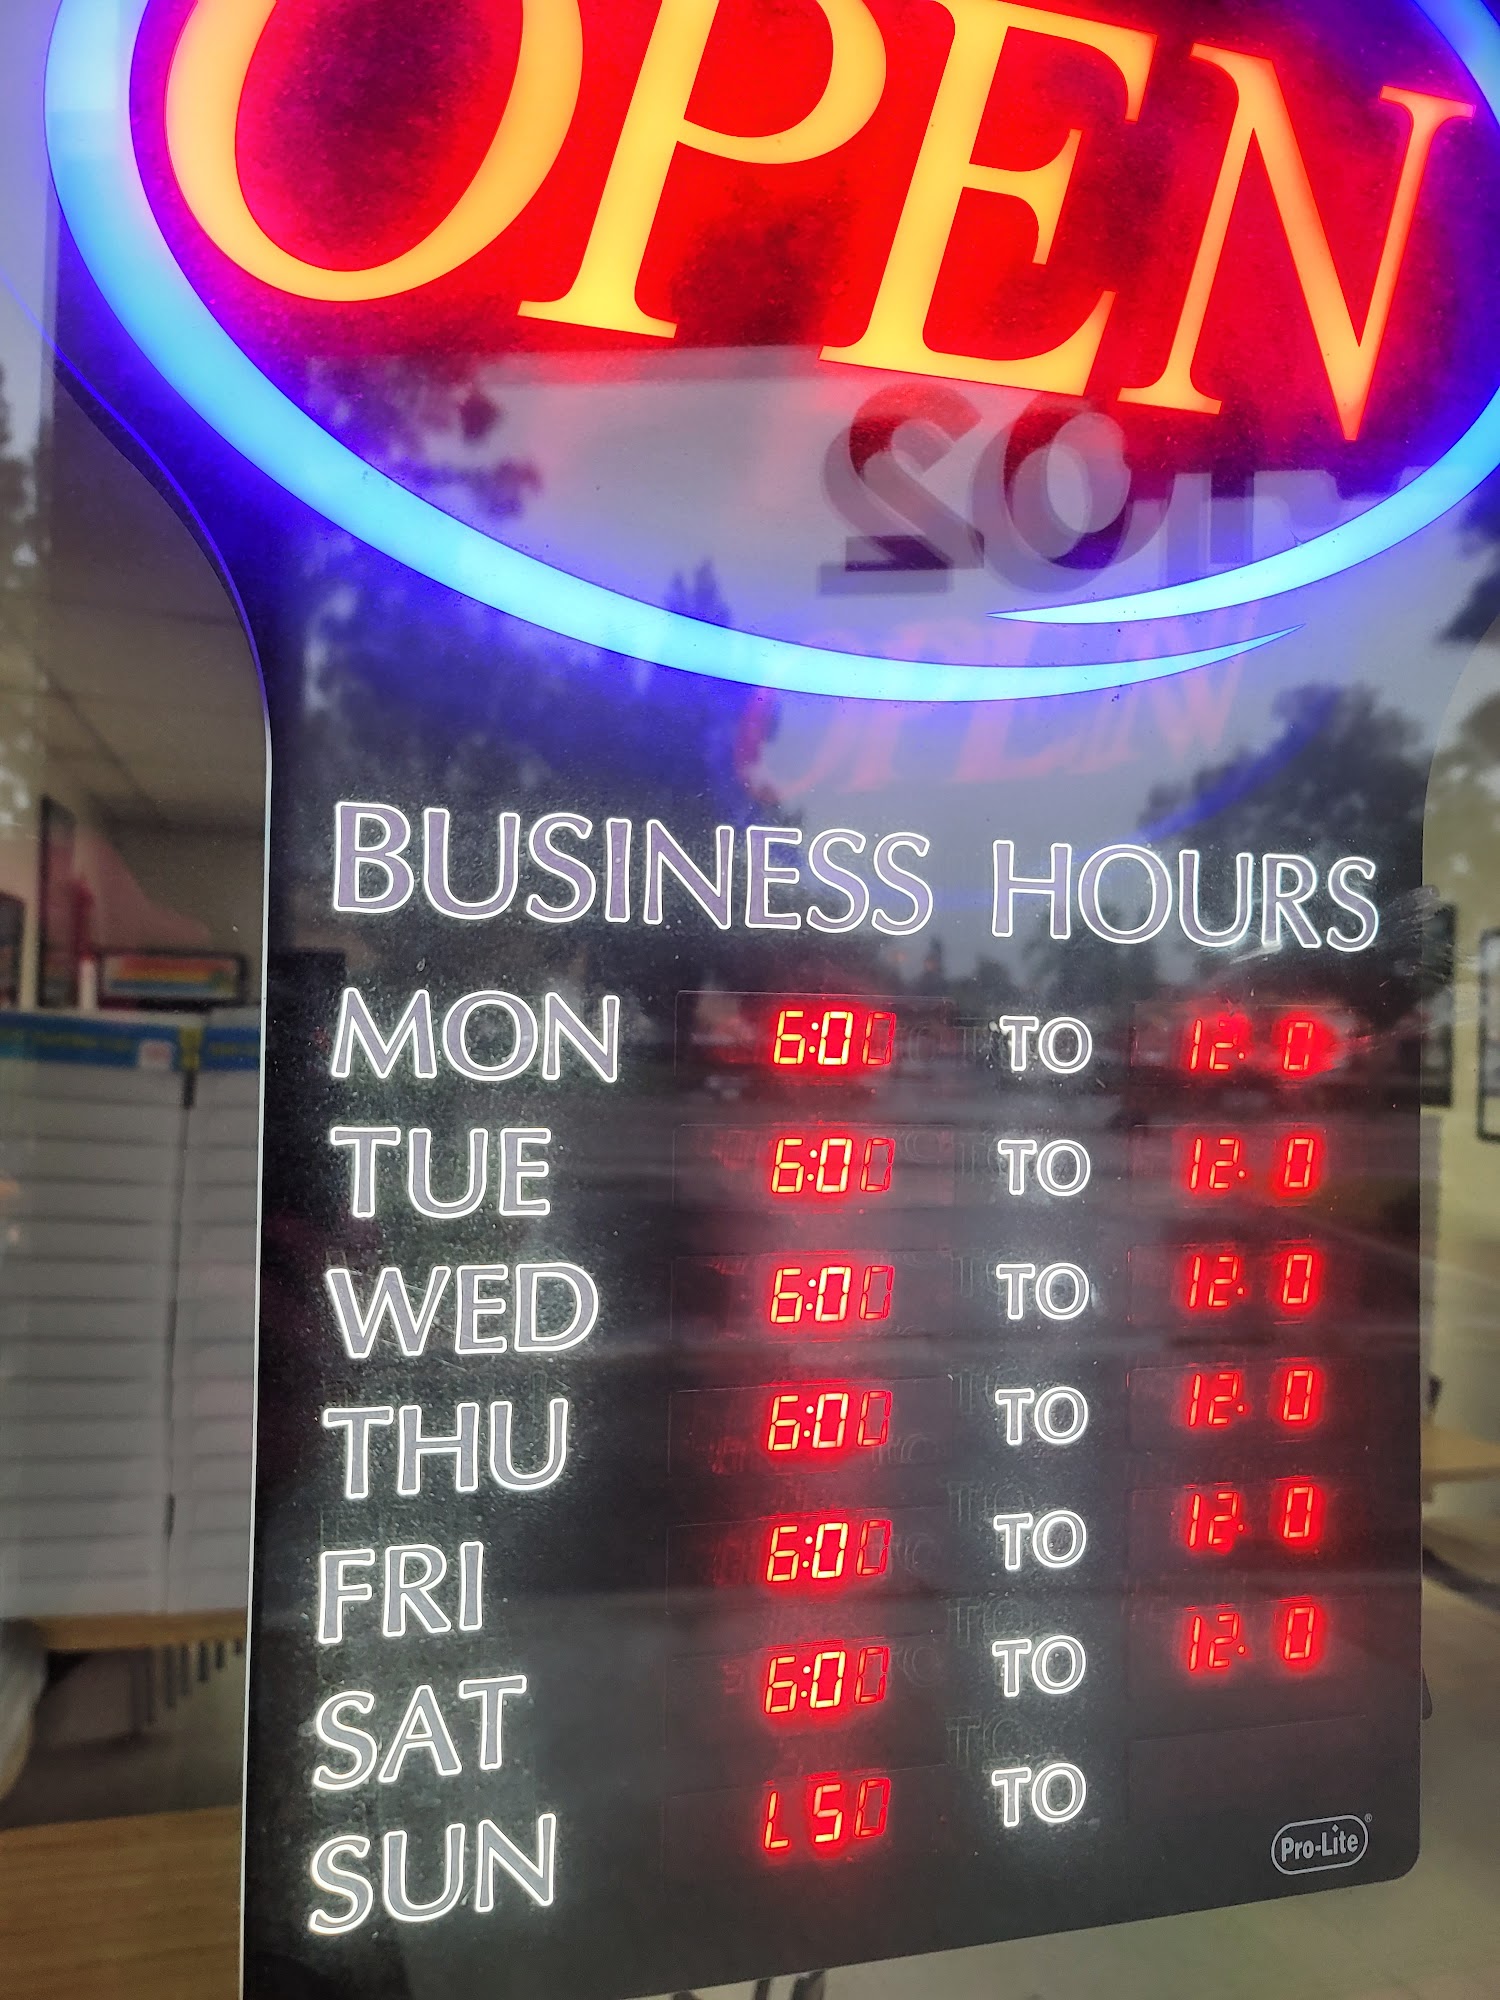 OPEN
BUSINESS HOURS
MON 6:00 TO 12: 0
TUE 6:00 TO 12: 0
WED 6:00 TO 12: 0
THU 6:00 TO 12: 0
FRI 6:00 TO 12: 0
SAT 6:00 TO 12: 0
SUN LSD TO
Pro-Lite®